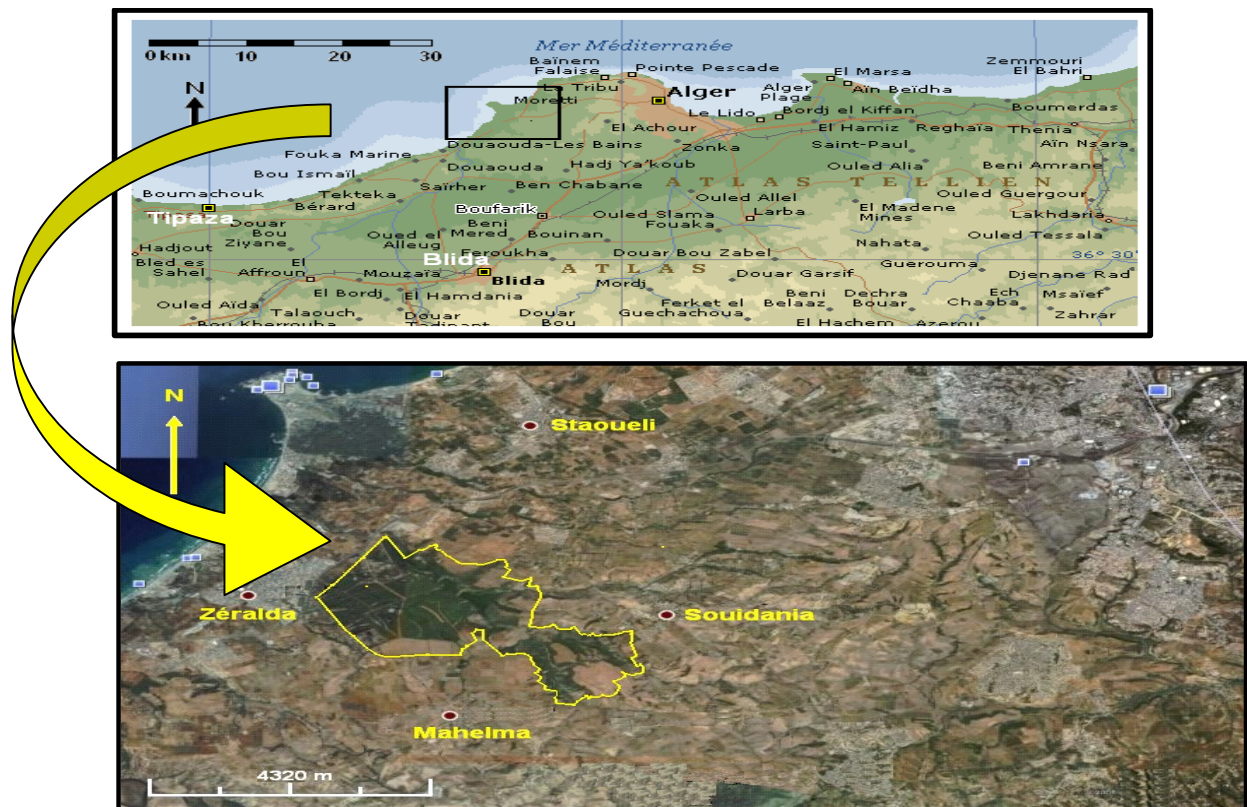 Mer Méditerranée
0 km 10 20 30
N
Baïnem
Falaise
Pointe Pescade
La Tribu
Moretti
Alger
Alger
Plage
El Marsa
Aïn Beïdha
Zemmouri
El Bahri
Le Lido
Bordj el Kiffan
Boumerdas
El Achour
El Hamiz
Reghaïa
Thenia
Zonka
Saint-Paul
Aïn Nsara
Fouka Marine
Douaouda-Les Bains
Bou Ismaïl
Douaouda
Hadj Ya'koub
Ouled Alia
Beni Amrane
Boumachouk
Tekteka
Saïrher
Ben Chabane
ATLAS TELLIEN
Tipaza
Bérard
Boufarik
Ouled Allel
Ouled Guergour
Douar
Bou
Ziyane
Oued el
Alleug
Beni
Mered
Ouled Slama
Larba
El Madene
Mines
Lakhdaria
Hadjout
Bouinan
Fouaka
Nahata
Ouled Tessala
Bled es
Sahel
El
Affroun
Mouzaïa
Blida
Feroukha
Douar Bou Zabel
Guerouma
36° 30'
Blida
ATLAS
Douar Garsif
Djenane Rad
Ouled Aïda
El Bordj
El Hamdania
Mordj
Beni
Belaaz
Dechra
Bouar
Ech
Chaaba
Msaïef
Talaouch
Douar
Douar
Bou
Ferket el
Guechachoua
Zahrar
Bou Kherrouba
El Hachem
Azerou
N
Staoueli
Zéralda
Souidania
Mahelma
4320 m